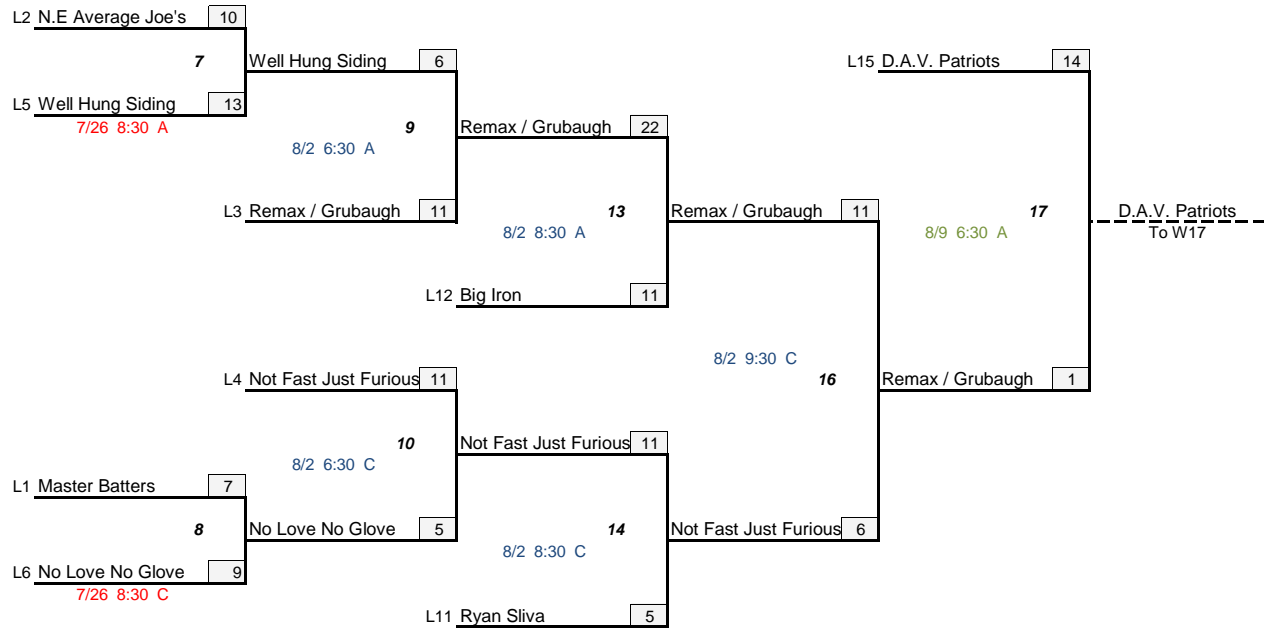 L2 N.E Average Joe's 10
7 Well Hung Siding 6
L15 D.A.V. Patriots 14
L5 Well Hung Siding 13
7/26 8:30 A
9 Remax / Grubaugh 22
8/2 6:30 A
L3 Remax / Grubaugh 11
13 Remax / Grubaugh 11
17 D.A.V. Patriots
8/2 8:30 A
8/9 6:30 A
To W17
L12 Big Iron 11
8/2 9:30 C
L4 Not Fast Just Furious 11
16 Remax / Grubaugh 1
10 Not Fast Just Furious 11
8/2 6:30 C
L1 Master Batters 7
8 No Love No Glove 5
14 Not Fast Just Furious 6
8/2 8:30 C
L6 No Love No Glove 9
7/26 8:30 C
L11 Ryan Sliva 5